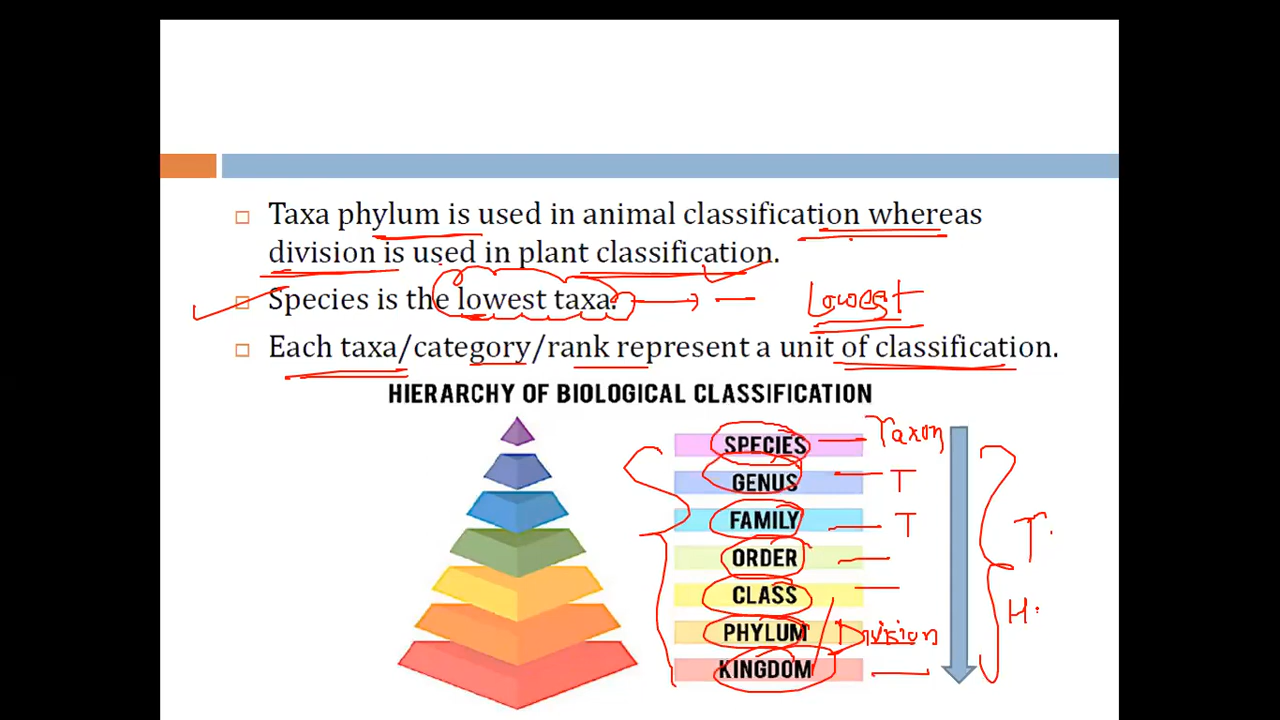 Taxa phylum is used in animal classification whereas
division is used in plant classification.
Species is the lowest taxa.
Lowest
Each taxa/category/rank represent a unit of classification.
HIERARCHY OF BIOLOGICAL CLASSIFICATION
SPECIES Taxon
GENUS T
FAMILY T
T.
ORDER
CLASS
H.
PHYLUM / Division
KINGDOM